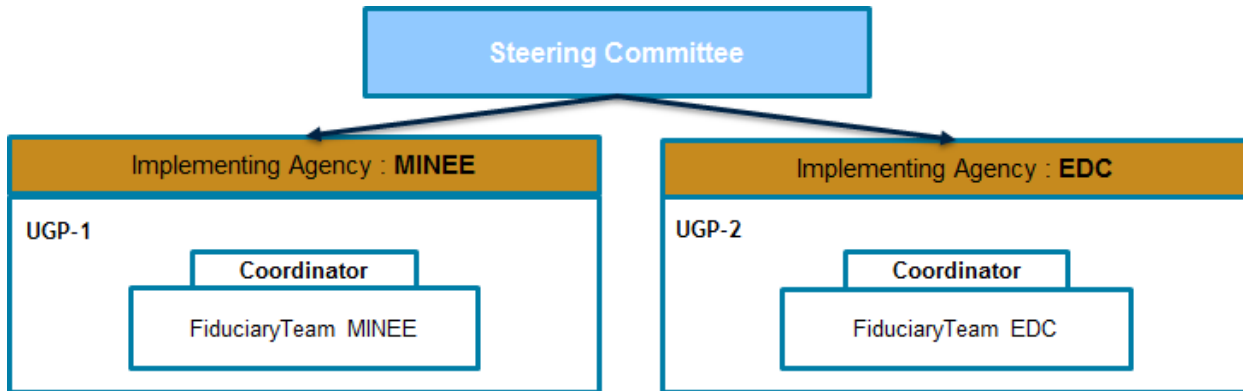 Steering Committee
Implementing Agency : MINEE
UGP-1
Coordinator
FiduciaryTeam MINEE
Implementing Agency : EDC
UGP-2
Coordinator
FiduciaryTeam EDC